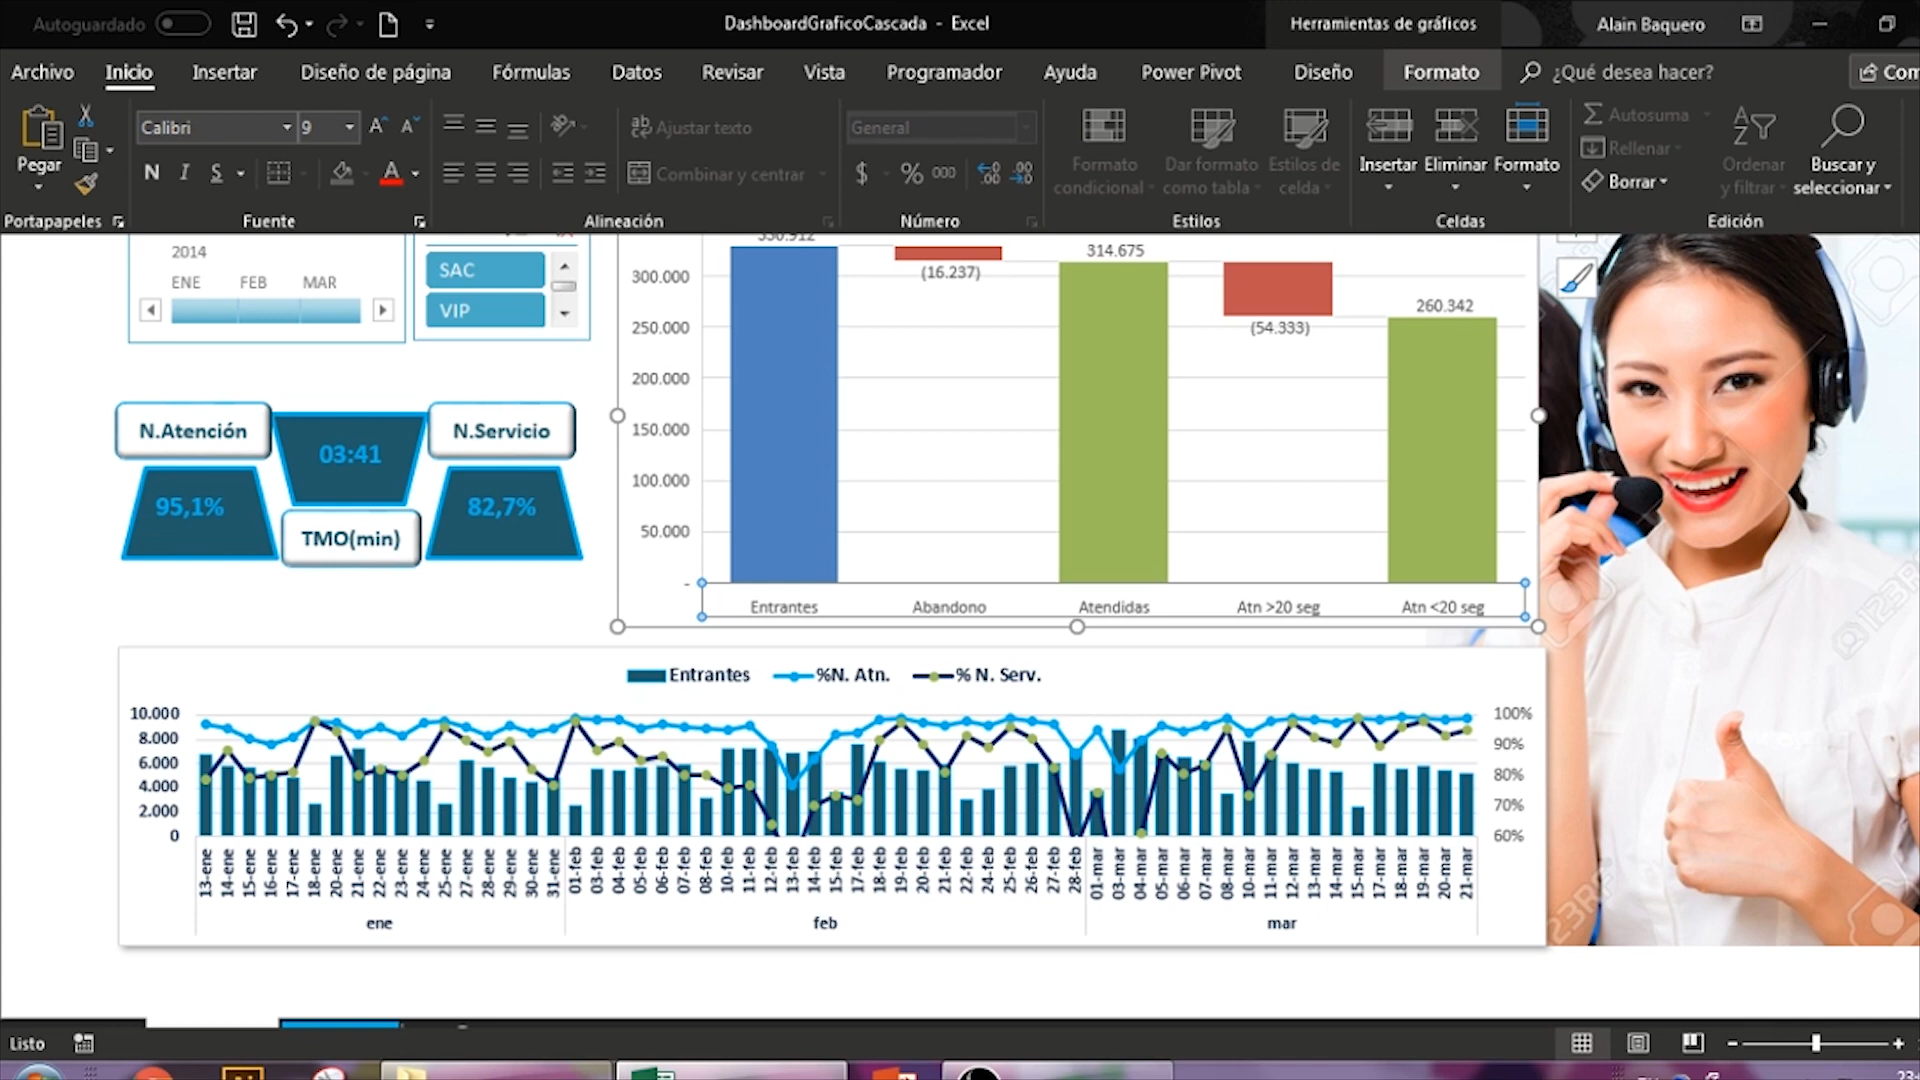 Autoguardado
DashboardGraficoCascada - Excel
Herramientas de gráficos
Alain Baquero
Archivo Inicio Insertar Diseño de página Fórmulas Datos Revisar Vista Programador Ayuda Power Pivot Diseño Formato ¿Qué desea hacer? Com
Pegar
Calibri 9
N I S
Ajustar texto
Combinar y centrar
General
$ % 000
Formato condicional
Dar formato como tabla
Estilos de celda
Insertar Eliminar Formato
Autosuma
Rellenar
Borrar
Ordenar y filtrar
Buscar y seleccionar
Portapapeles Fuente Alineación Número Estilos Celdas Edición
2014
ENE FEB MAR
SAC
VIP
N.Atención
03:41
N.Servicio
95,1%
82,7%
TMO(min)
330.912
(16.237)
314.675
(54.333)
260.342
300.000
250.000
200.000
150.000
100.000
50.000
-
Entrantes Abandono Atendidas Atn >20 seg Atn <20 seg
Entrantes %N. Atn. % N. Serv.
10.000
8.000
6.000
4.000
2.000
0
100%
90%
80%
70%
60%
13-ene 14-ene 15-ene 16-ene 17-ene 18-ene 20-ene 21-ene 22-ene 23-ene 24-ene 25-ene 27-ene 28-ene 29-ene 30-ene 31-ene 01-feb 03-feb 04-feb 05-feb 06-feb 07-feb 08-feb 10-feb 11-feb 12-feb 13-feb 14-feb 15-feb 17-feb 18-feb 19-feb 20-feb 21-feb 22-feb 24-feb 25-feb 26-feb 27-feb 28-feb 01-mar 03-mar 04-mar 05-mar 06-mar 07-mar 08-mar 10-mar 11-mar 12-mar 13-mar 14-mar 15-mar 17-mar 18-mar 19-mar 20-mar 21-mar
ene feb mar
Listo